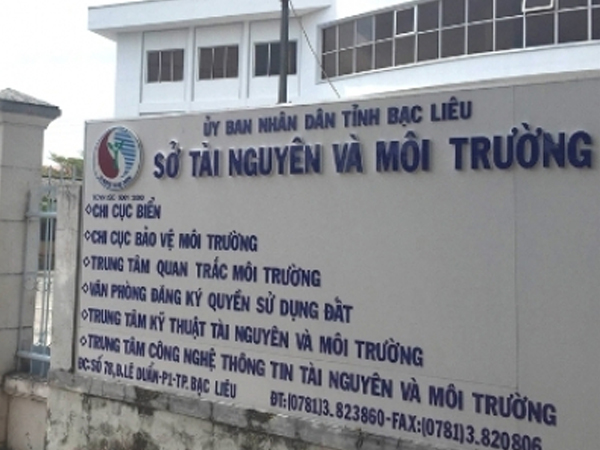 ỦY BAN NHÂN DÂN TỈNH BẠC LIÊU
SỞ TÀI NGUYÊN VÀ MÔI TRƯỜNG
CHI CỤC BIỂN
CHI CỤC BẢO VỆ MÔI TRƯỜNG
TRUNG TÂM QUAN TRẮC MÔI TRƯỜNG
VĂN PHÒNG ĐĂNG KÝ QUYỀN SỬ DỤNG ĐẤT
TRUNG TÂM KỸ THUẬT TÀI NGUYÊN VÀ MÔI TRƯỜNG
TRUNG TÂM CÔNG NGHỆ THÔNG TIN TÀI NGUYÊN VÀ MÔI TRƯỜNG
ĐC:SỐ 78,Đ.LÊ DUẨN-P1-TP.BẠC LIÊU ĐT:(0781)3.823860-FAX:(0781)3.820806